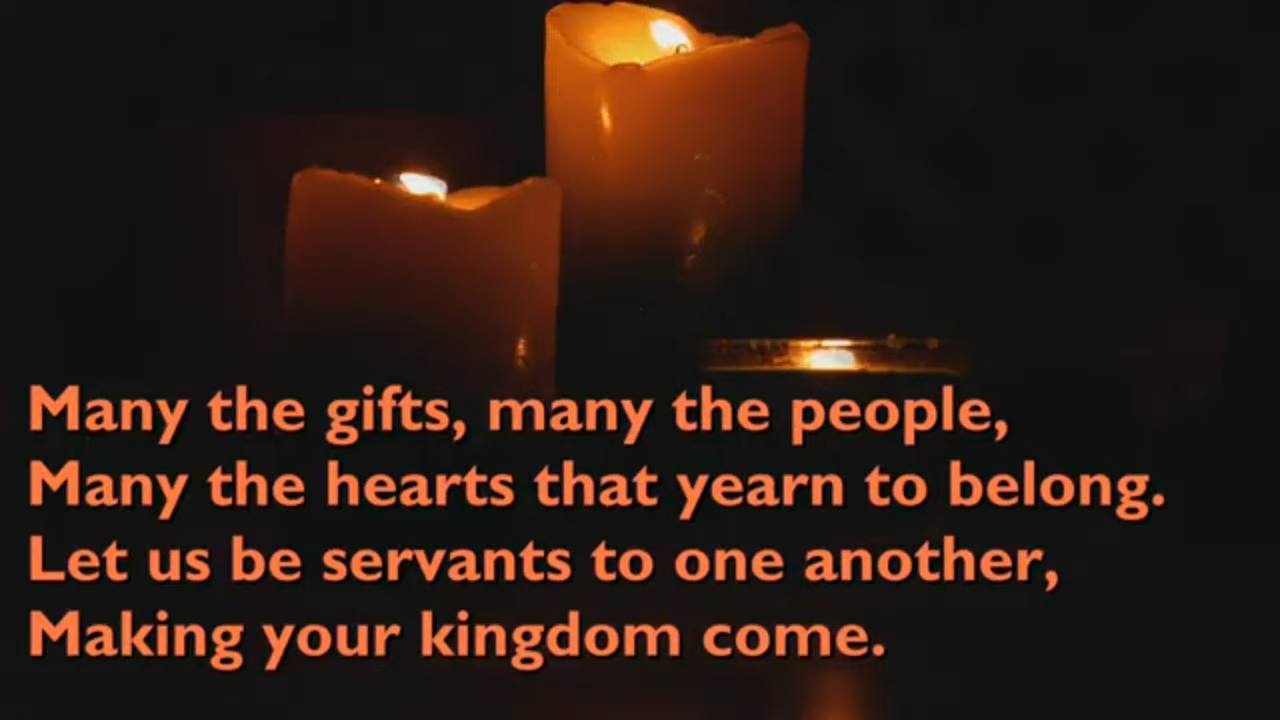 Many the gifts, many the people,
Many the hearts that yearn to belong.
Let us be servants to one another,
Making your kingdom come.